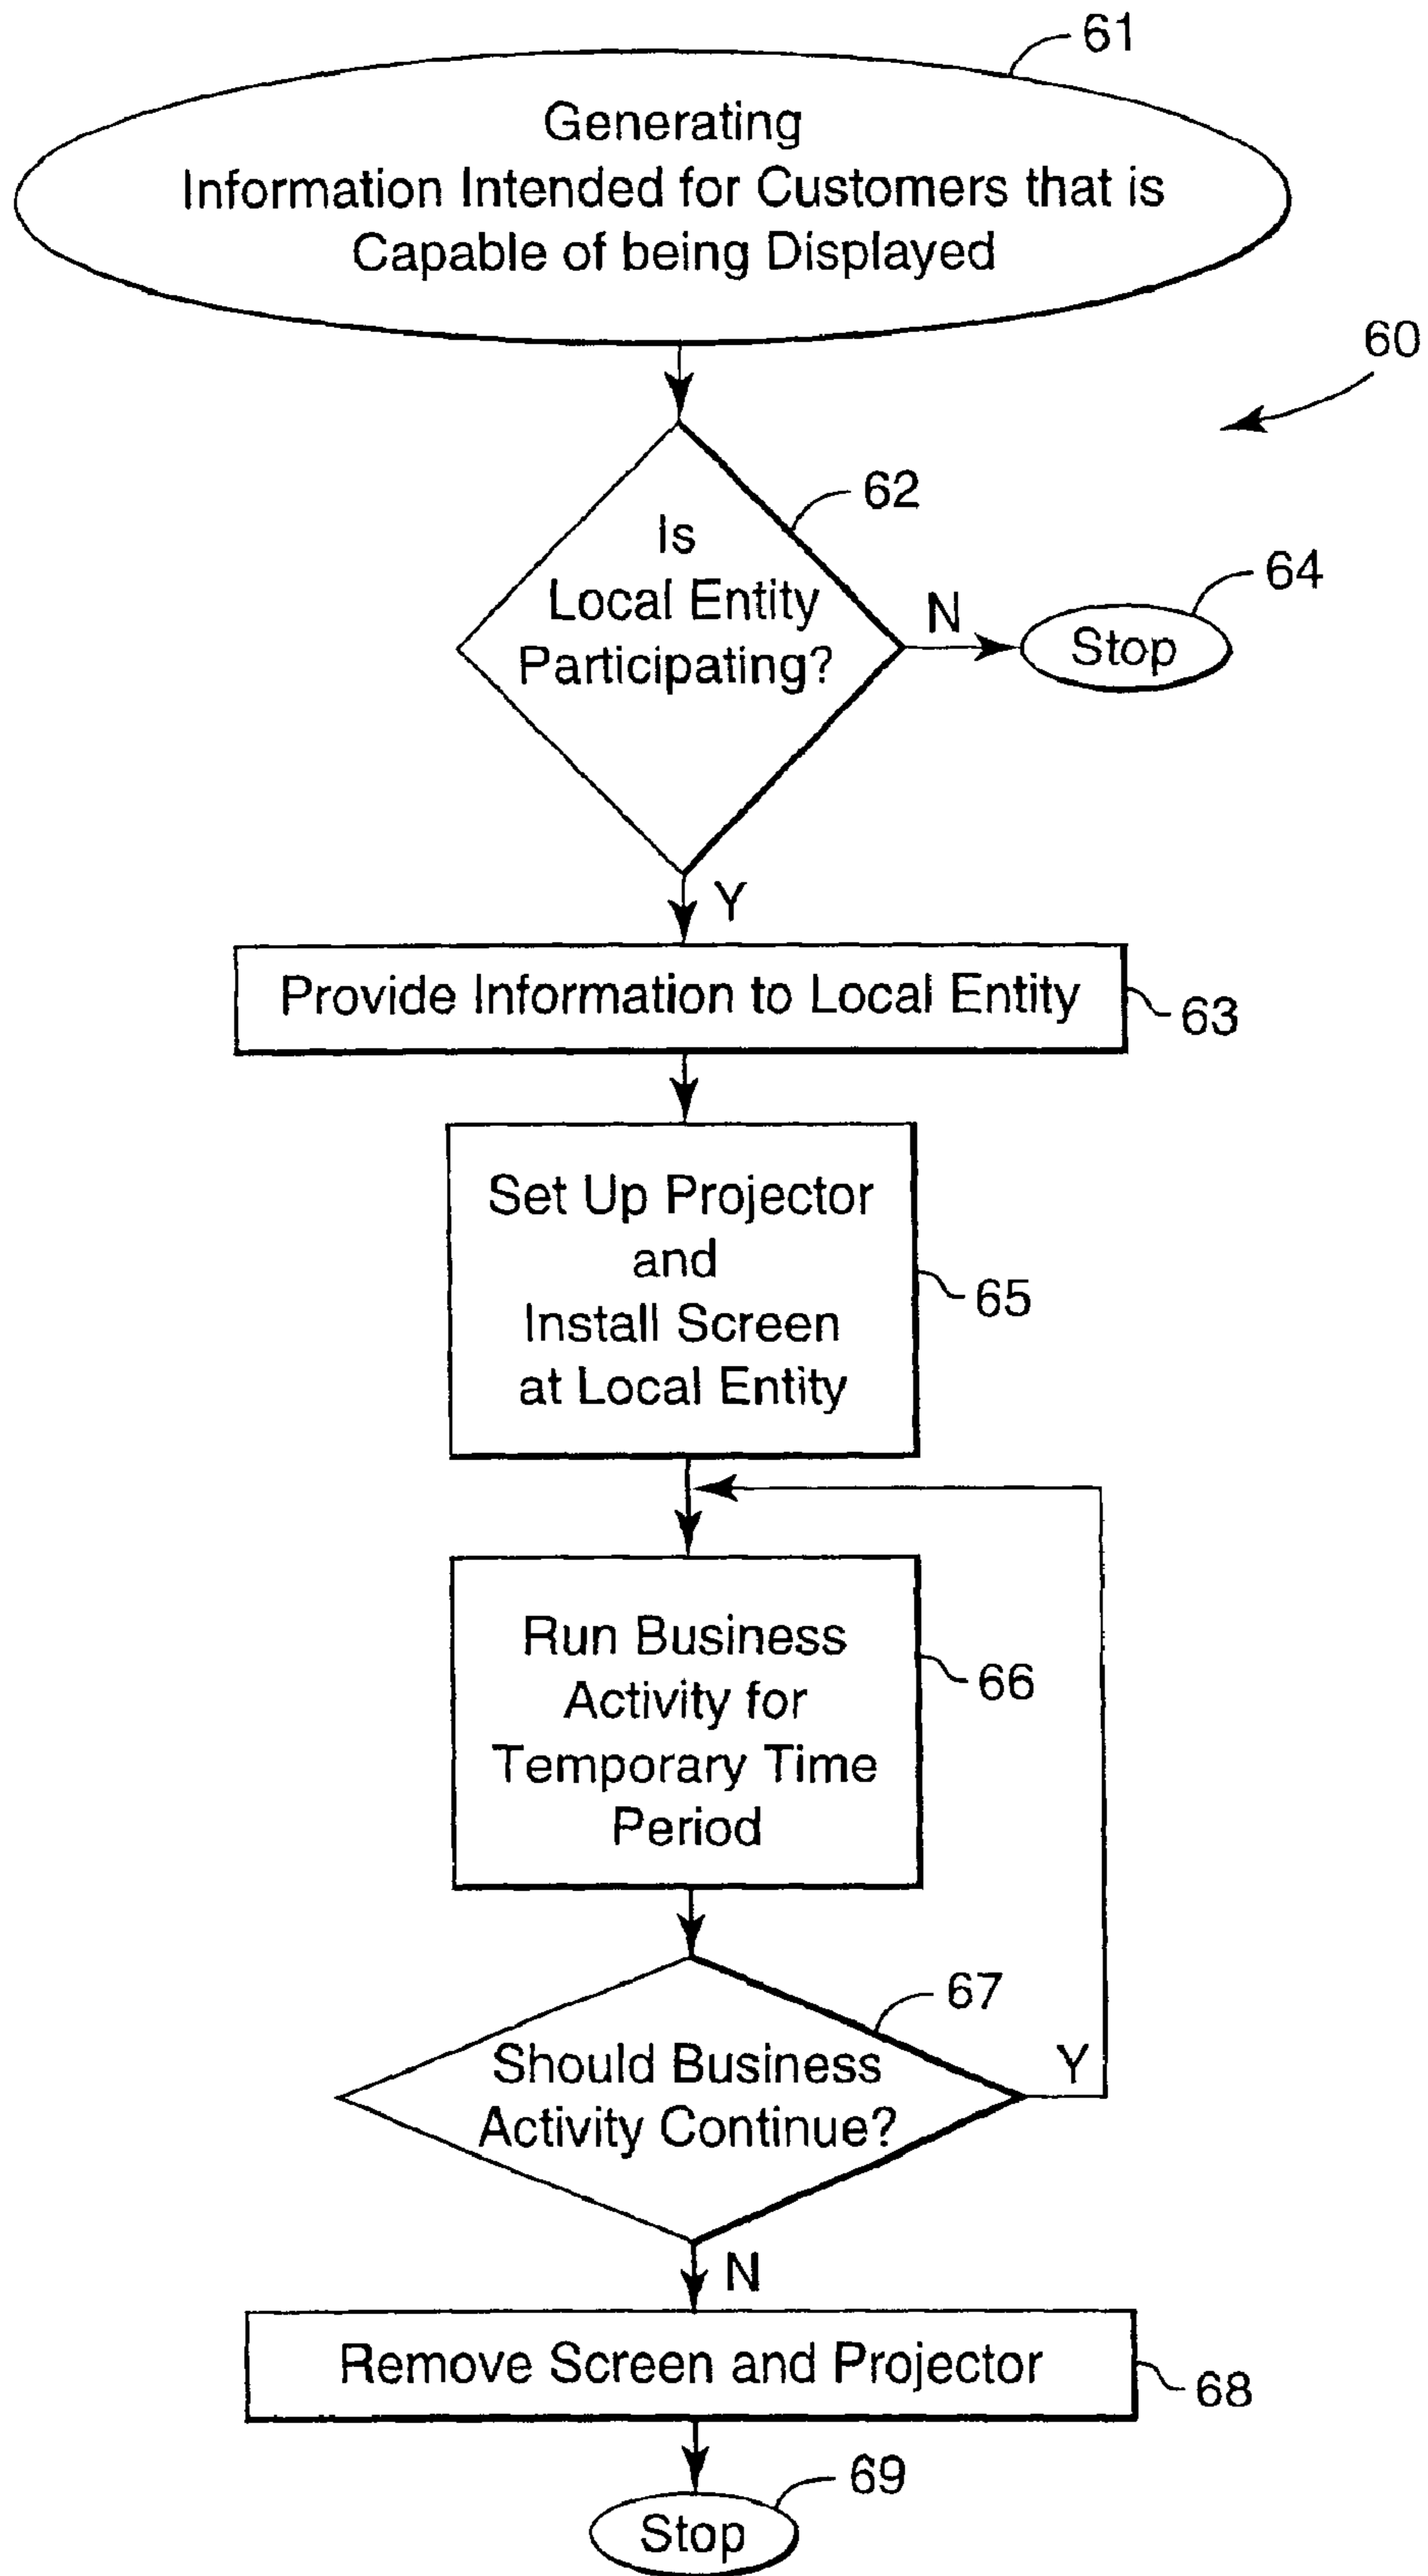 61
Generating
Information Intended for Customers that is
Capable of being Displayed
60
62
Is
Local Entity
Participating?
N
64
Stop
Y
Provide Information to Local Entity
63
Set Up Projector
and
Install Screen
at Local Entity
65
Run Business
Activity for
Temporary Time
Period
66
67
Should Business
Activity Continue?
Y
N
Remove Screen and Projector
68
69
Stop